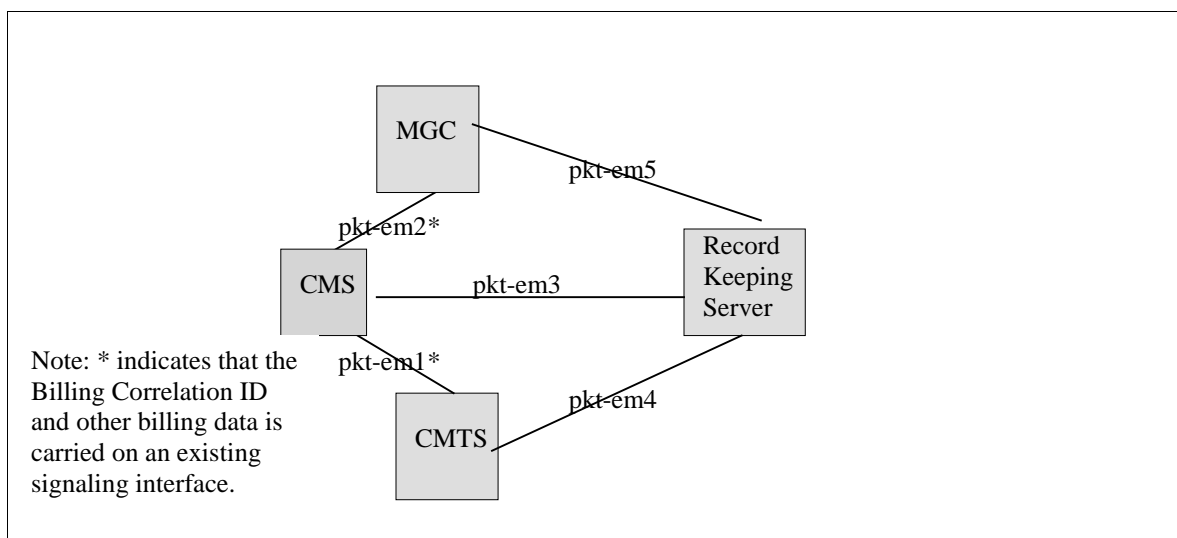 MGC
pkt-em5
pkt-em2*
Record
Keeping
Server
CMS
pkt-em3
Note: * indicates that the
Billing Correlation ID
and other billing data is
carried on an existing
signaling interface.
pkt-em1*
pkt-em4
CMTS